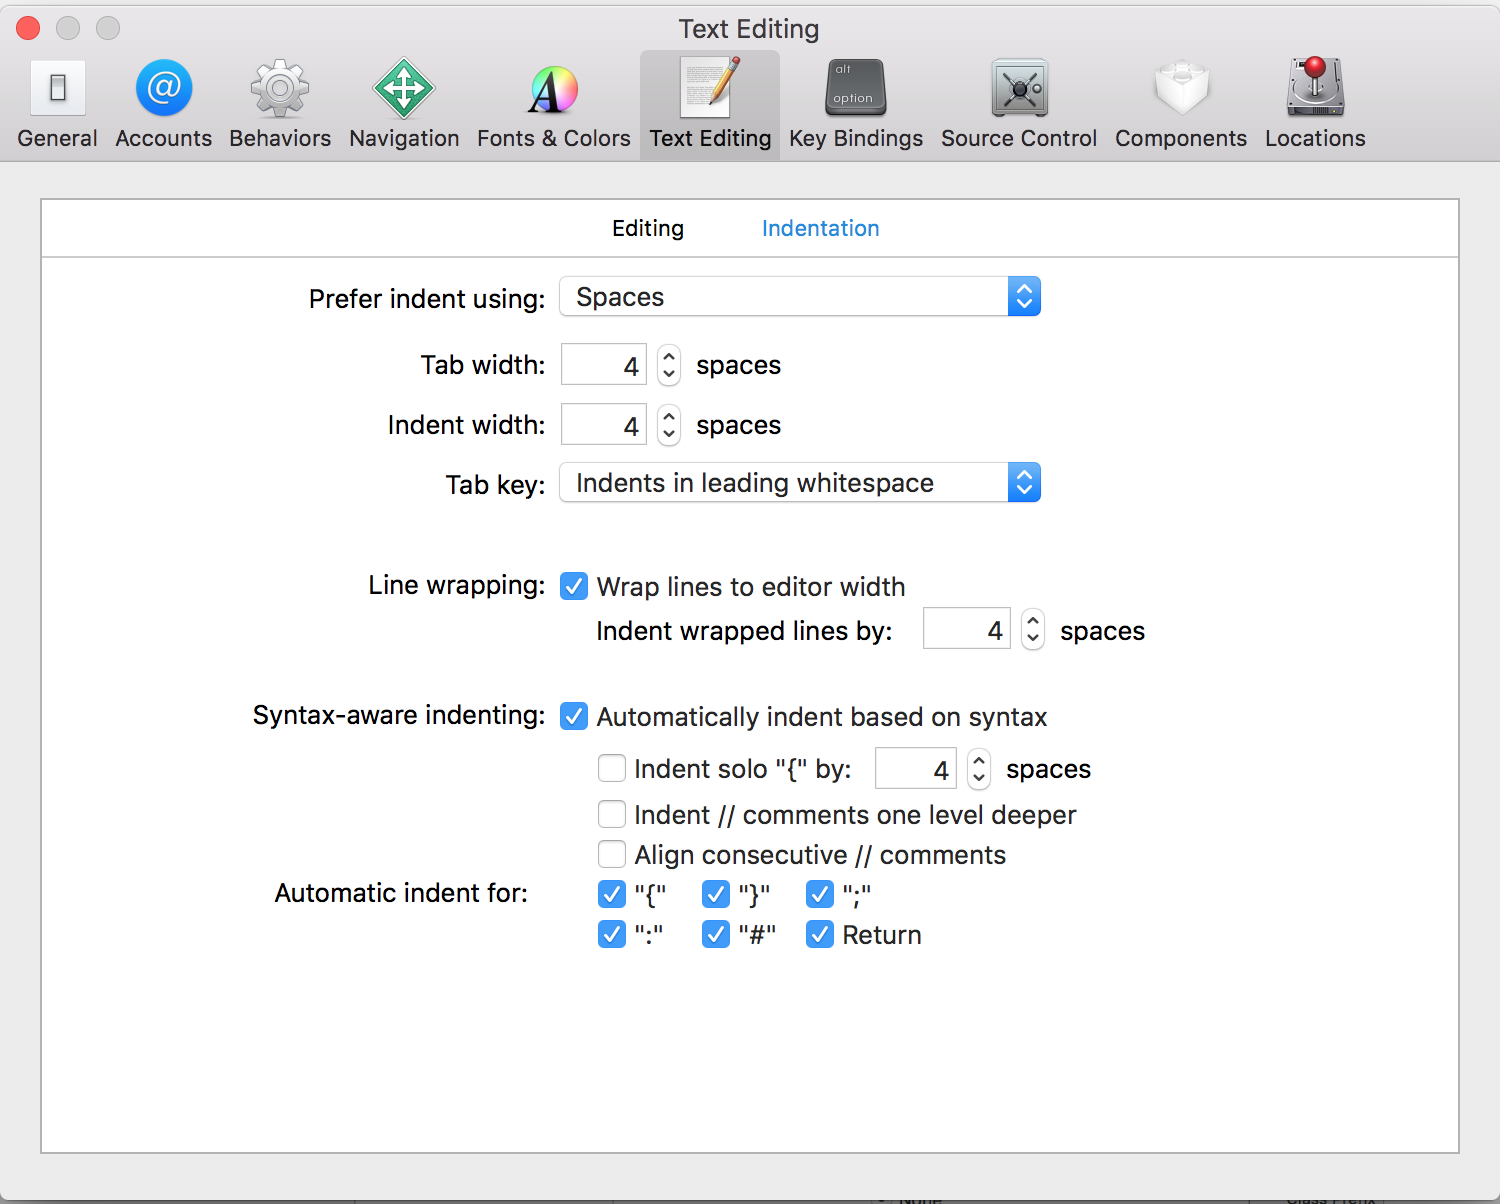 Text Editing
alt
option
General Accounts Behaviors Navigation Fonts & Colors Text Editing Key Bindings Source Control Components Locations
Editing Indentation
Prefer indent using: Spaces
Tab width: 4 spaces
Indent width: 4 spaces
Tab key: Indents in leading whitespace
Line wrapping: Wrap lines to editor width
Indent wrapped lines by: 4 spaces
Syntax-aware indenting: Automatically indent based on syntax
Indent solo "{" by: 4 spaces
Indent // comments one level deeper
Align consecutive // comments
Automatic indent for: "{" "}" ";"
":" "#" Return